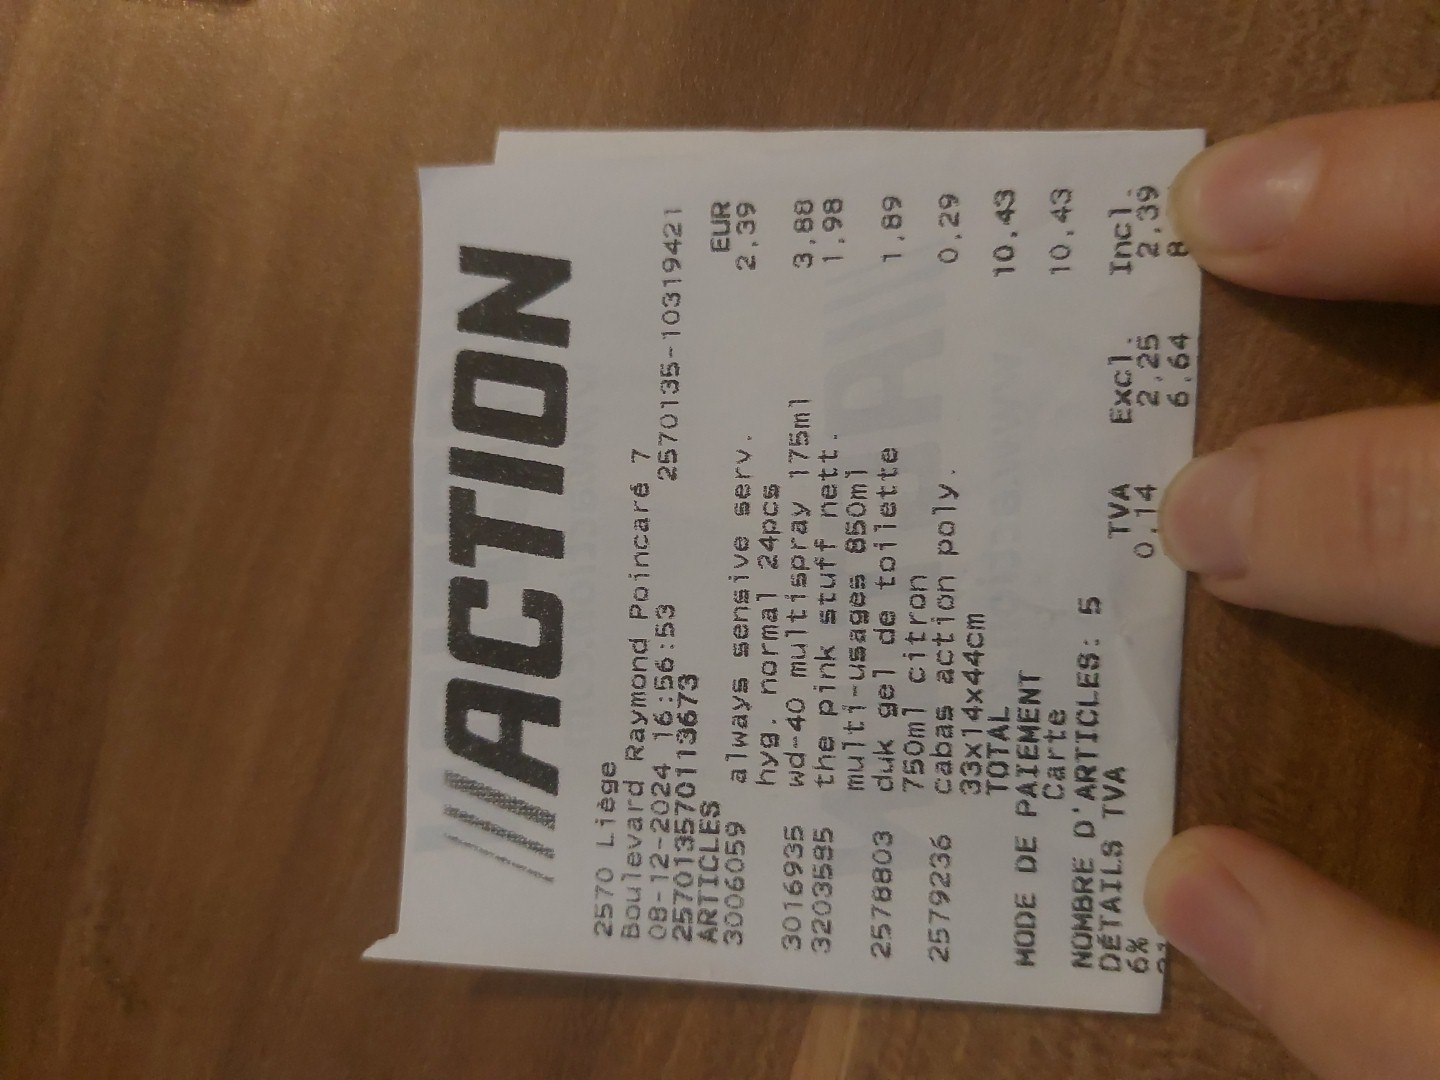 ACTION
2570 Liège
Boulevard Raymond Poincaré 7
08-12-2024 16:56:53 2570135-10319421
2570135701136​73
ARTICLES EUR
3006059 always sensive serv. 2,39
hyg. normal 24pcs
3016935 wd-40 multispray 175ml 3,88
3203585 the pink stuff nett. 1,98
multi-usages 850ml
2578803 duk gel de toilette 1,89
750ml citron
2579236 cabas action poly. 0,29
33x14x44cm
TOTAL 10,43
MODE DE PAIEMENT
Carte 10,43
NOMBRE D'ARTICLES: 5
DÉTAILS TVA TVA Excl. Incl.
6% 0,14 2,25 2,39
6,64